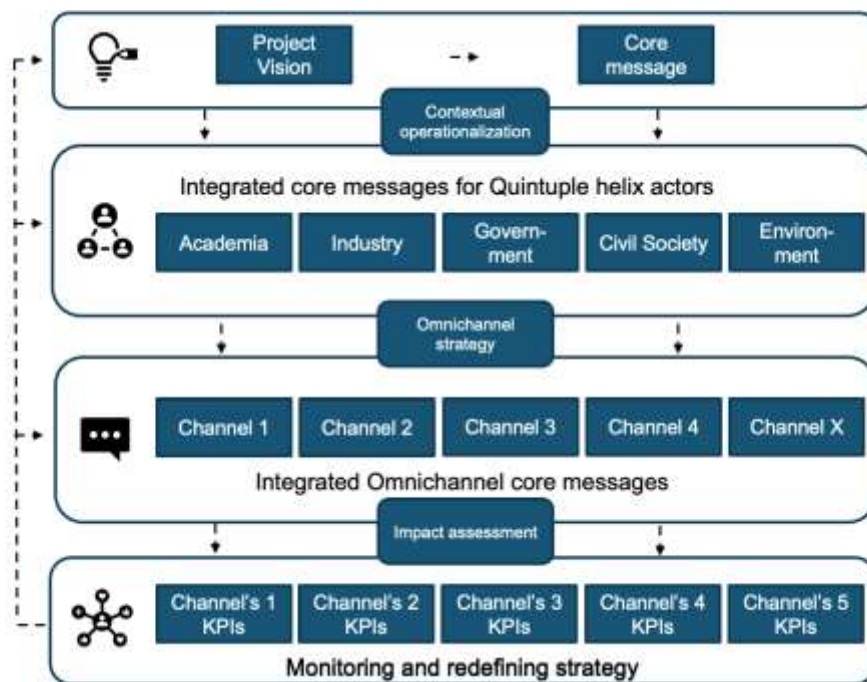 Project
Vision
Core
message
Contextual
operationalization
Integrated core messages for Quintuple helix actors
Academia
Industry
Govern-
ment
Civil Society
Environ-
ment
Omnichannel
strategy
Channel 1
Channel 2
Channel 3
Channel 4
Channel X
Integrated Omnichannel core messages
Impact assessment
Channel's 1
KPIs
Channel's 2
KPIs
Channel's 3
KPIs
Channel's 4
KPIs
Channel's 5
KPIs
Monitoring and redefining strategy